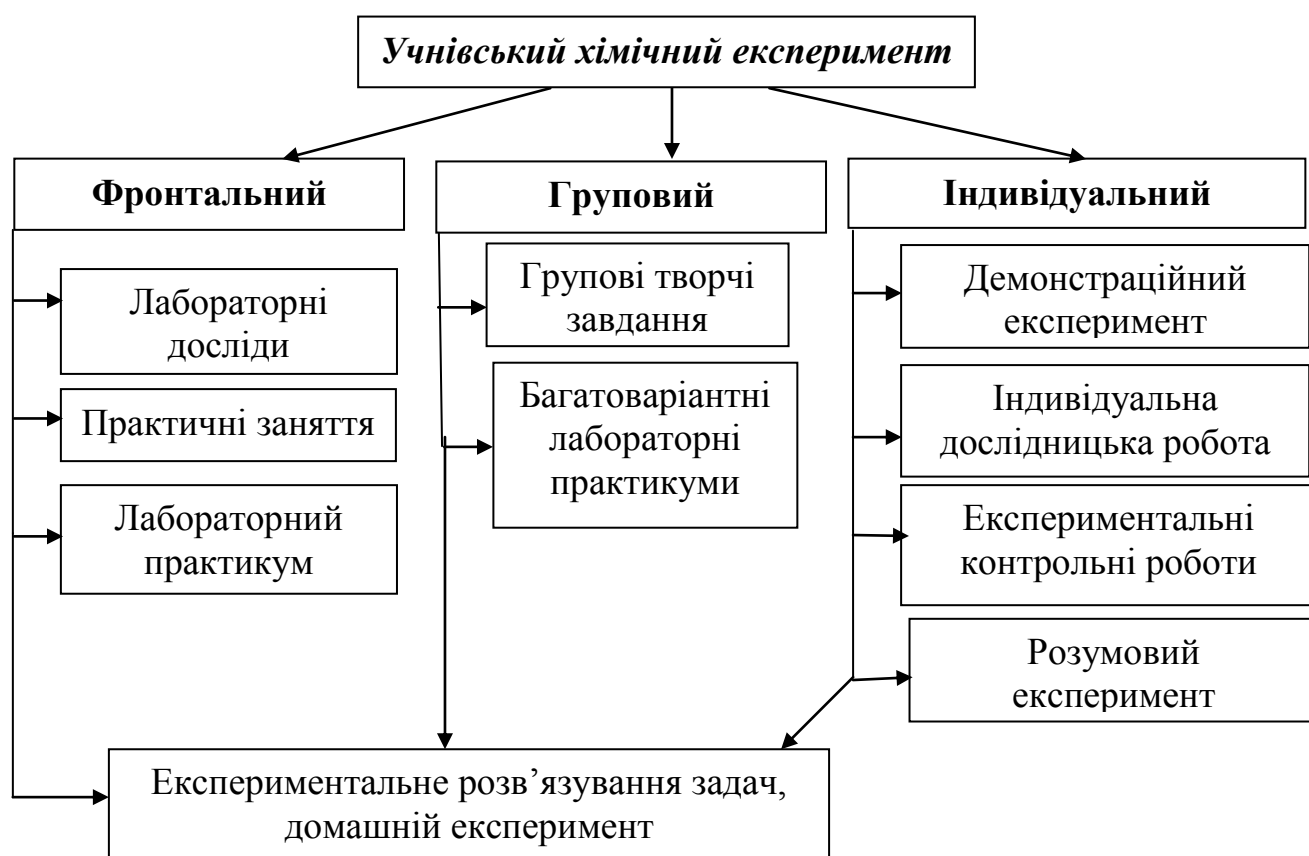 Учнівський хімічний експеримент
Фронтальний
Груповий
Індивідуальний
Лабораторні
досліди
Практичні заняття
Лабораторний
практикум
Групові творчі
завдання
Багатоваріантні
лабораторні
практикуми
Демонстраційний
експеримент
Індивідуальна
дослідницька робота
Експериментальні
контрольні роботи
Розумовий
експеримент
Експериментальне розв’язування задач,
домашній експеримент